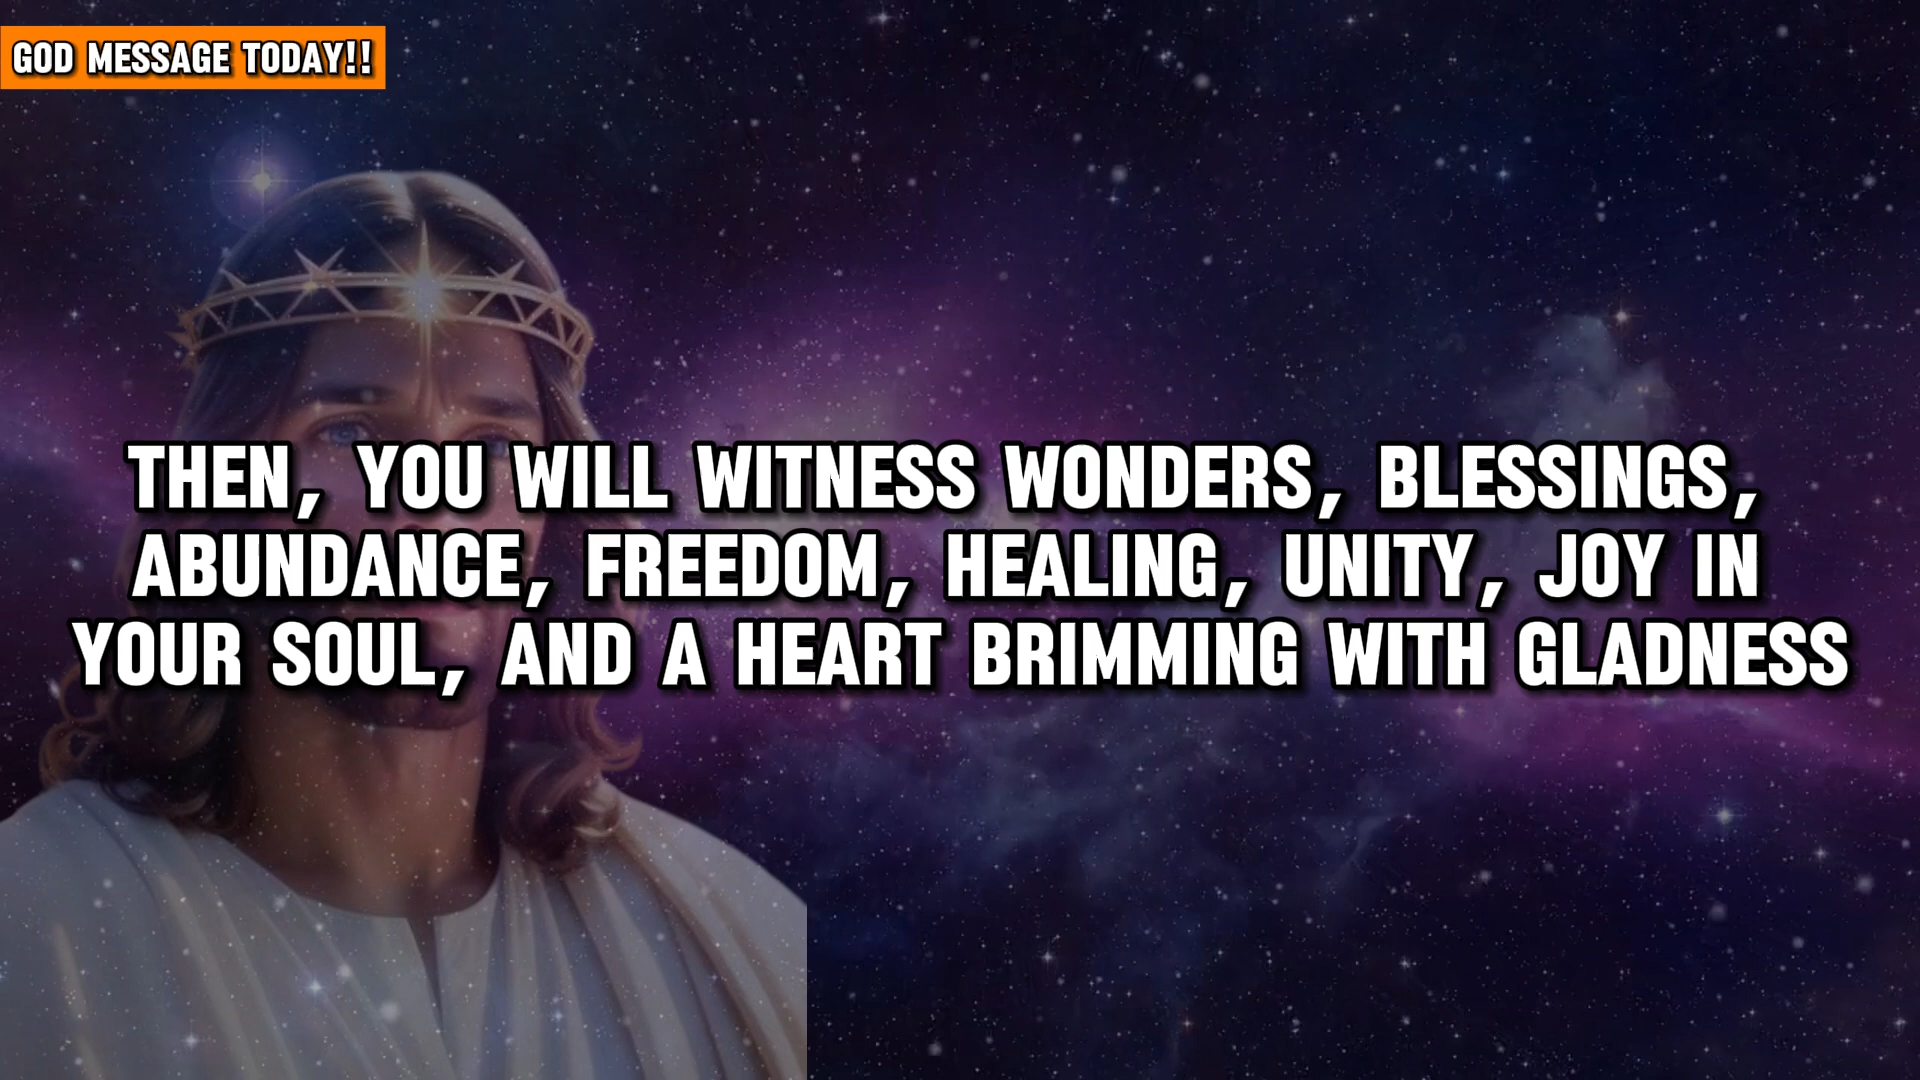 GOD MESSAGE TODAY!!
THEN, YOU WILL WITNESS WONDERS, BLESSINGS,
ABUNDANCE, FREEDOM, HEALING, UNITY, JOY IN
YOUR SOUL, AND A HEART BRIMMING WITH GLADNESS